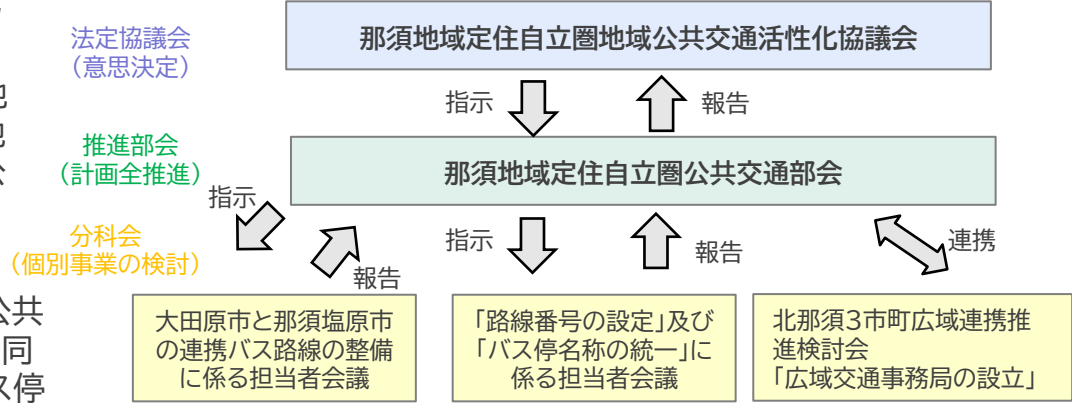 法定協議会
（意思決定）
那須地域定住自立圏地域公共交通活性化協議会
指示
報告
推進部会
（計画全推進）
那須地域定住自立圏公共交通部会
指示
分科会
（個別事業の検討）
報告
指示
報告
連携
公共
同
ス停
大田原市と那須塩原市
の連携バス路線の整備
に係る担当者会議
「路線番号の設定」及び
「バス停名称の統一」に
係る担当者会議
北那須３市町広域連携推
進検討会
「広域交通事務局の設立」